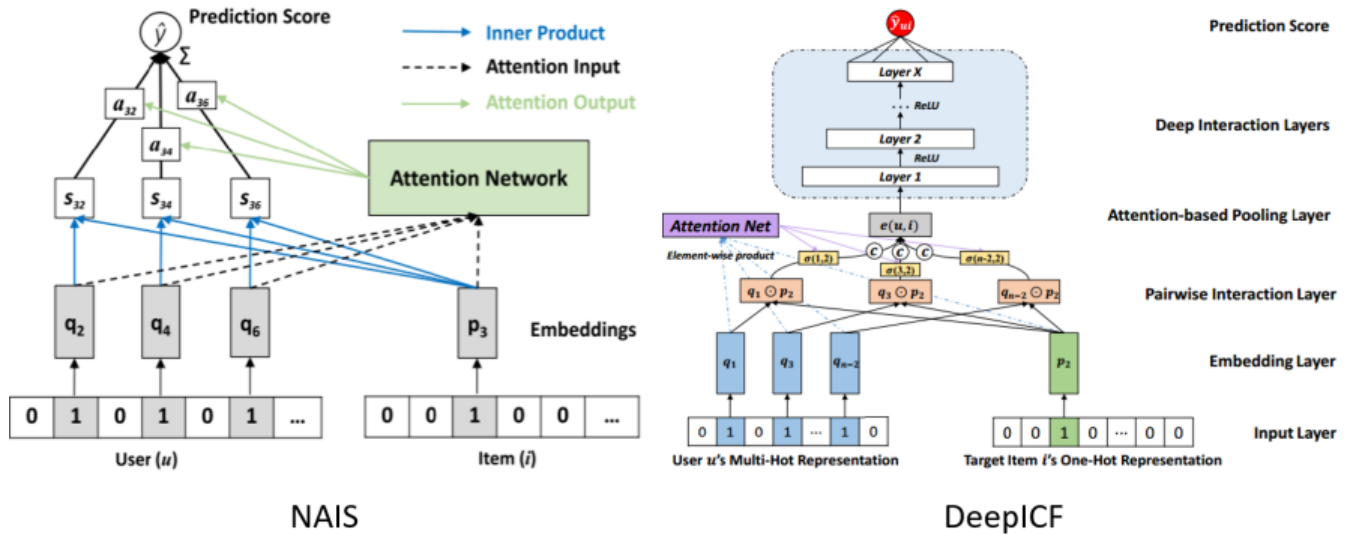 Prediction Score
ŷ
Σ
Inner Product
Attention Input
Attention Output
a₃₂
a₃₆
a₃₄
Attention Network
s₃₂
s₃₄
s₃₆
q₂
q₄
q₆
p₃
Embeddings
0 1 0 1 0 1 ...
0 0 1 0 0 ...
User (u)
Item (i)
NAIS
ŷᵤᵢ
Prediction Score
Layer X
... ReLU
Layer 2
ReLU
Layer 1
Deep Interaction Layers
Attention Net
e(u, i)
Attention-based Pooling Layer
Element-wise product
c c c
σ(1,2)
σ(3,2)
σ(n-2,2)
q₁ ⊙ p₂
q₃ ⊙ p₂
qₙ₋₂ ⊙ p₂
Pairwise Interaction Layer
q₁
q₃
qₙ₋₂
p₂
Embedding Layer
0 1 0 1 ... 1 0
0 0 1 0 ... 0 0
Input Layer
User u's Multi-Hot Representation
Target Item i's One-Hot Representation
DeepICF